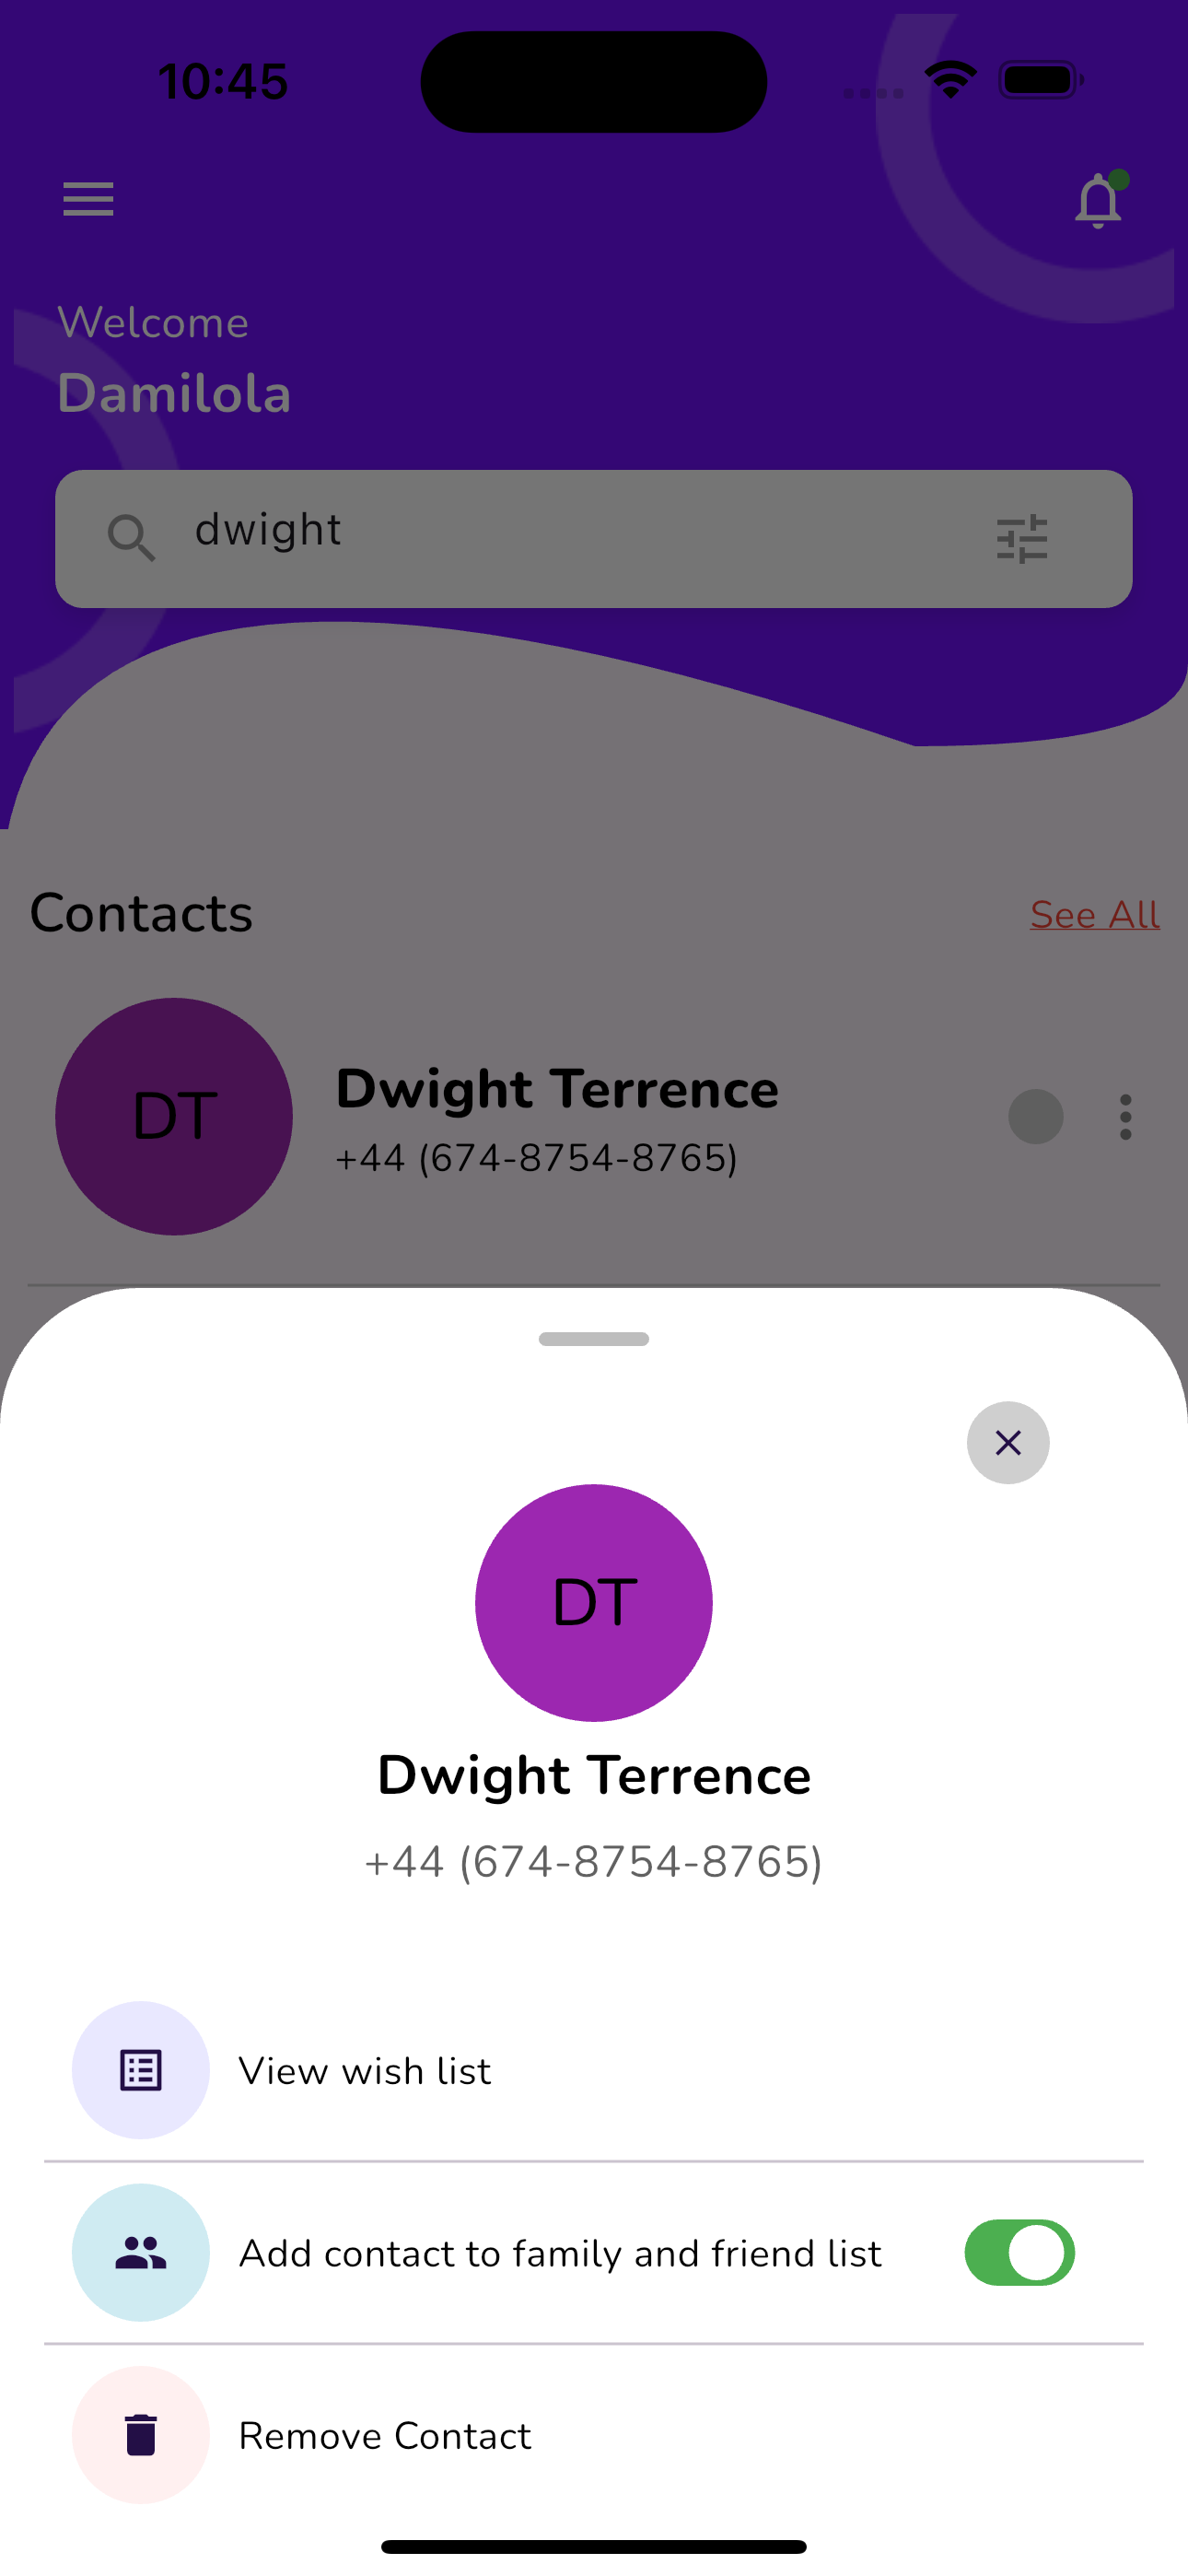 10:45
Welcome
Damilola
dwight
Contacts
See All
DT
Dwight Terrence
+44 (674-8754-8765)
DT
Dwight Terrence
+44 (674-8754-8765)
View wish list
Add contact to family and friend list
Remove Contact